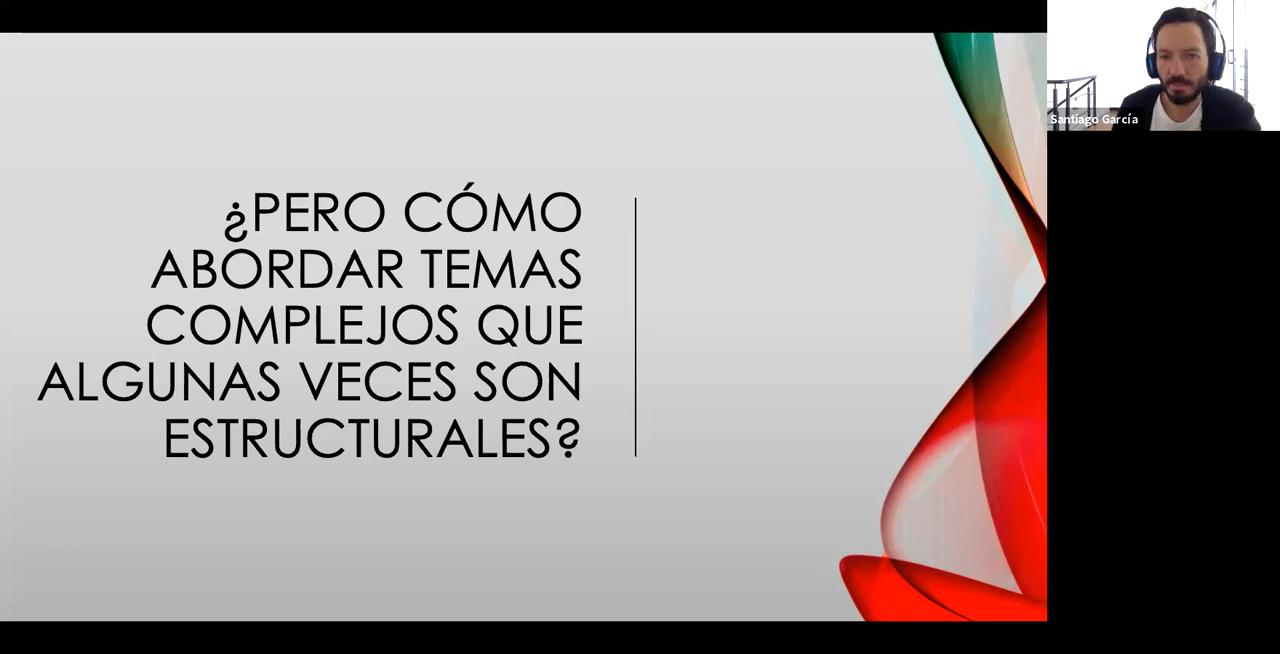 ¿PERO CÓMO
ABORDAR TEMAS
COMPLEJOS QUE
ALGUNAS VECES SON
ESTRUCTURALES?
Santiago García